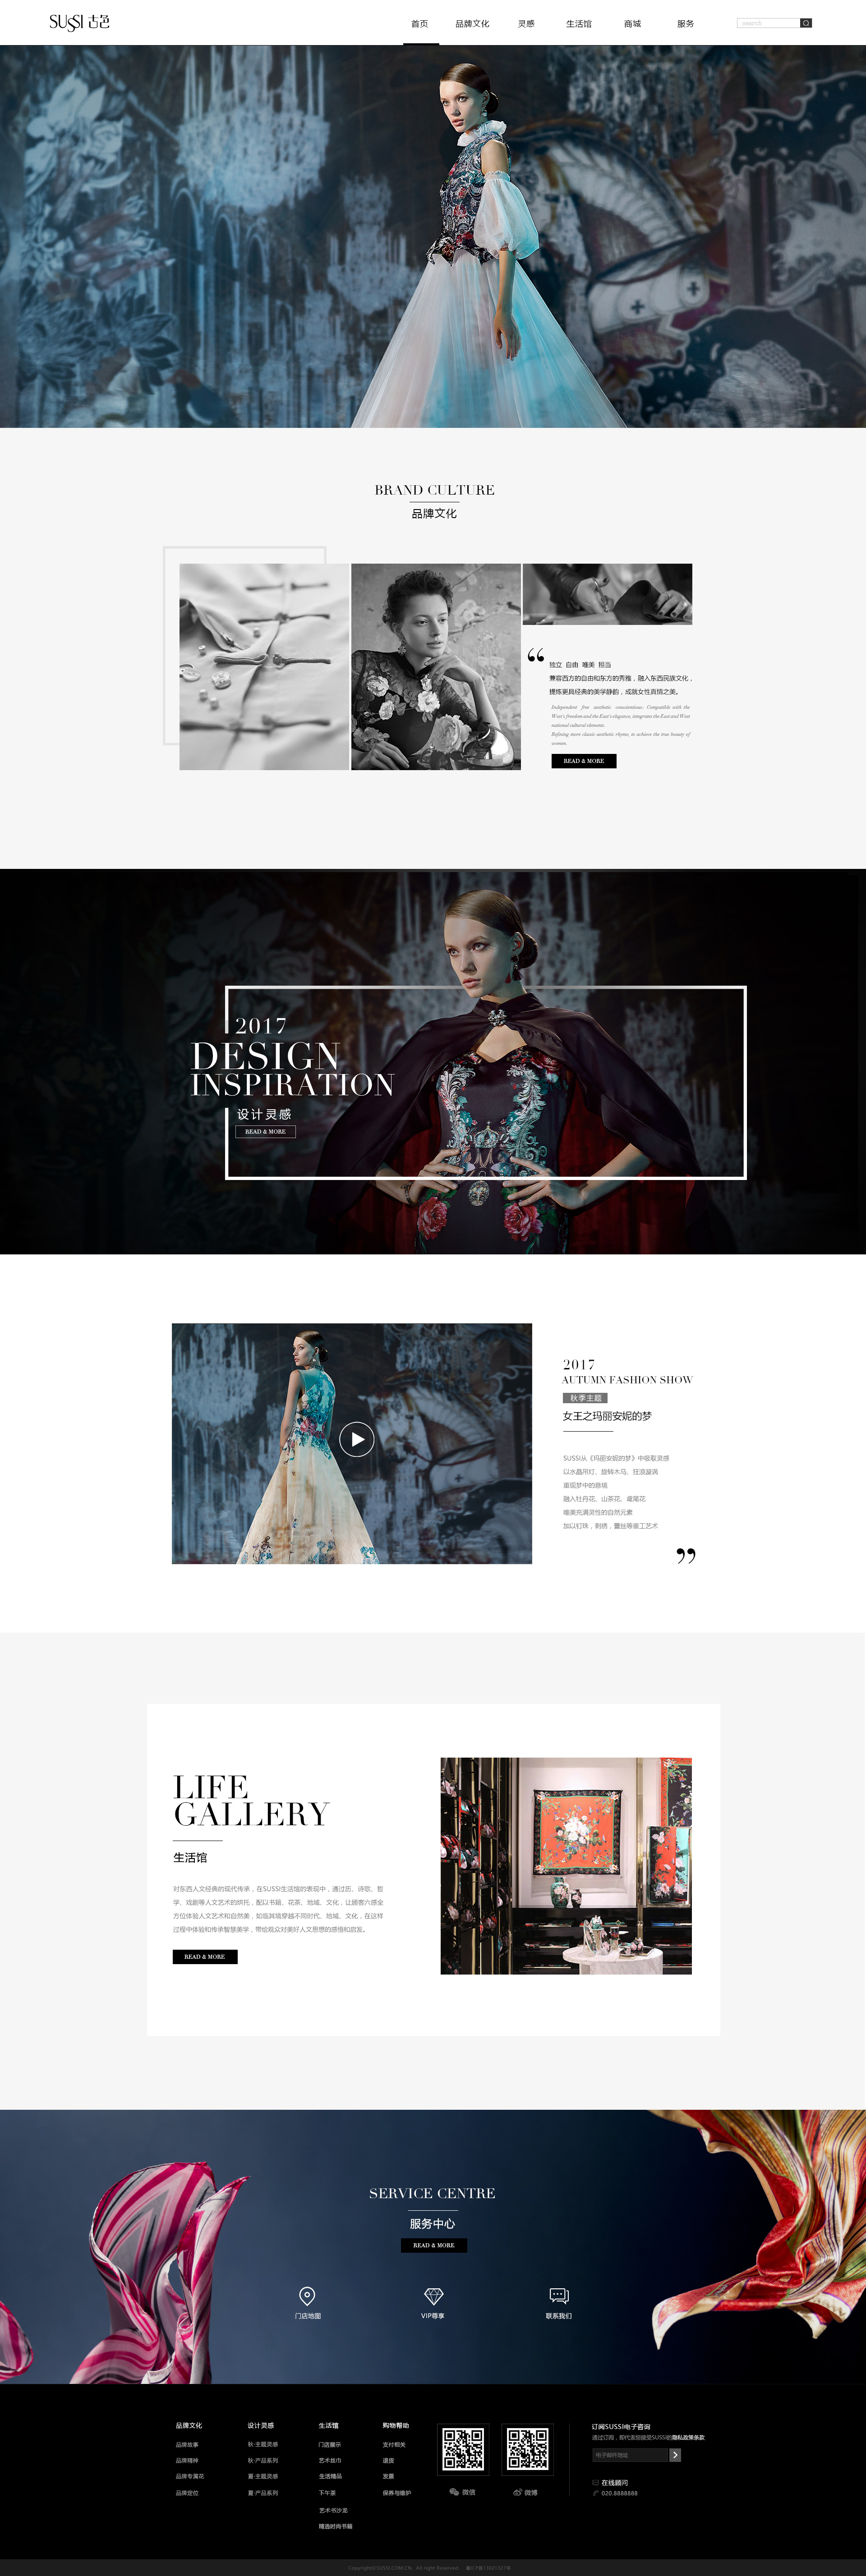 SUSSI 古色
首页
品牌文化
灵感
生活馆
商城
服务
search
BRAND CULTURE
品牌文化
“
独立 自由 唯美 担当
兼容西方的自由和东方的秀雅，融入东西民族文化，
提炼更具经典的美学静韵，成就女性真情之美。
Independent free aesthetic conscientious: Compatible with the
West's freedom and the East's elegance, integrate the East and West
national cultural elements.
Refining more classic aesthetic rhyme, to achieve the true beauty of
women.
READ & MORE
2017
DESIGN
INSPIRATION
设计灵感
READ & MORE
2017
AUTUMN FASHION SHOW
秋季主题
女王之玛丽安妮的梦
SUSSI从《玛丽安妮的梦》中吸取灵感
以水晶吊灯、旋转木马、狂浪漩涡
重现梦中的意境
融入牡丹花、山茶花、鸢尾花
唯美充满灵性的自然元素
加以钉珠，刺绣，蕾丝等重工艺术
”
LIFE
GALLERY
生活馆
对东西人文经典的现代传承，在SUSSI生活馆的表现中，通过历、诗歌、哲
学、戏剧等人文艺术的烘托，配以书籍、花茶、地域、文化，让顾客六感全
方位体验人文艺术和自然美，如临其境穿越不同时代、地域、文化，在这样
过程中体验和传承智慧美学，带给观众对美好人文思想的感悟和启发。
READ & MORE
SERVICE CENTRE
服务中心
READ & MORE
门店地图
VIP尊享
联系我们
品牌文化
品牌故事
品牌精神
品牌专属花
品牌定位
设计灵感
秋·主题灵感
秋·产品系列
夏·主题灵感
夏·产品系列
生活馆
门店展示
艺术丝巾
生活精品
下午茶
艺术书沙龙
精选时尚书籍
购物帮助
支付相关
退货
发票
保养与维护
微信
微博
订阅SUSSI电子咨询
通过订阅，即代表您接受SUSSI的隐私政策条款
电子邮件地址
在线顾问
020.8888888
Copyright©SUSSI.COM.CN All right Reserved